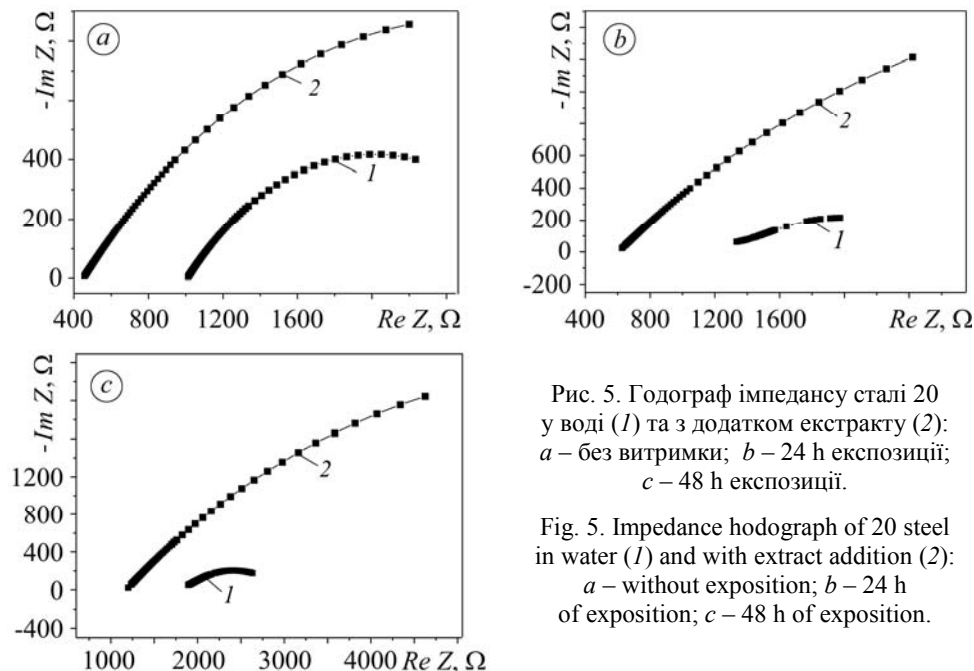 a
-Im Z, Ω
400
200
0
400
800
1200
1600
Re Z, Ω
2
1
b
-Im Z, Ω
600
400
200
0
-200
400
800
1200
1600
Re Z, Ω
2
1
c
-Im Z, Ω
1200
800
400
0
-400
1000
2000
3000
4000 Re Z, Ω
2
1
Рис. 5. Годограф імпедансу сталі 20
у воді (1) та з додатком екстракту (2):
a – без витримки; b – 24 h експозиції;
c – 48 h експозиції.
Fig. 5. Impedance hodograph of 20 steel
in water (1) and with extract addition (2):
a – without exposition; b – 24 h
of exposition; c – 48 h of exposition.